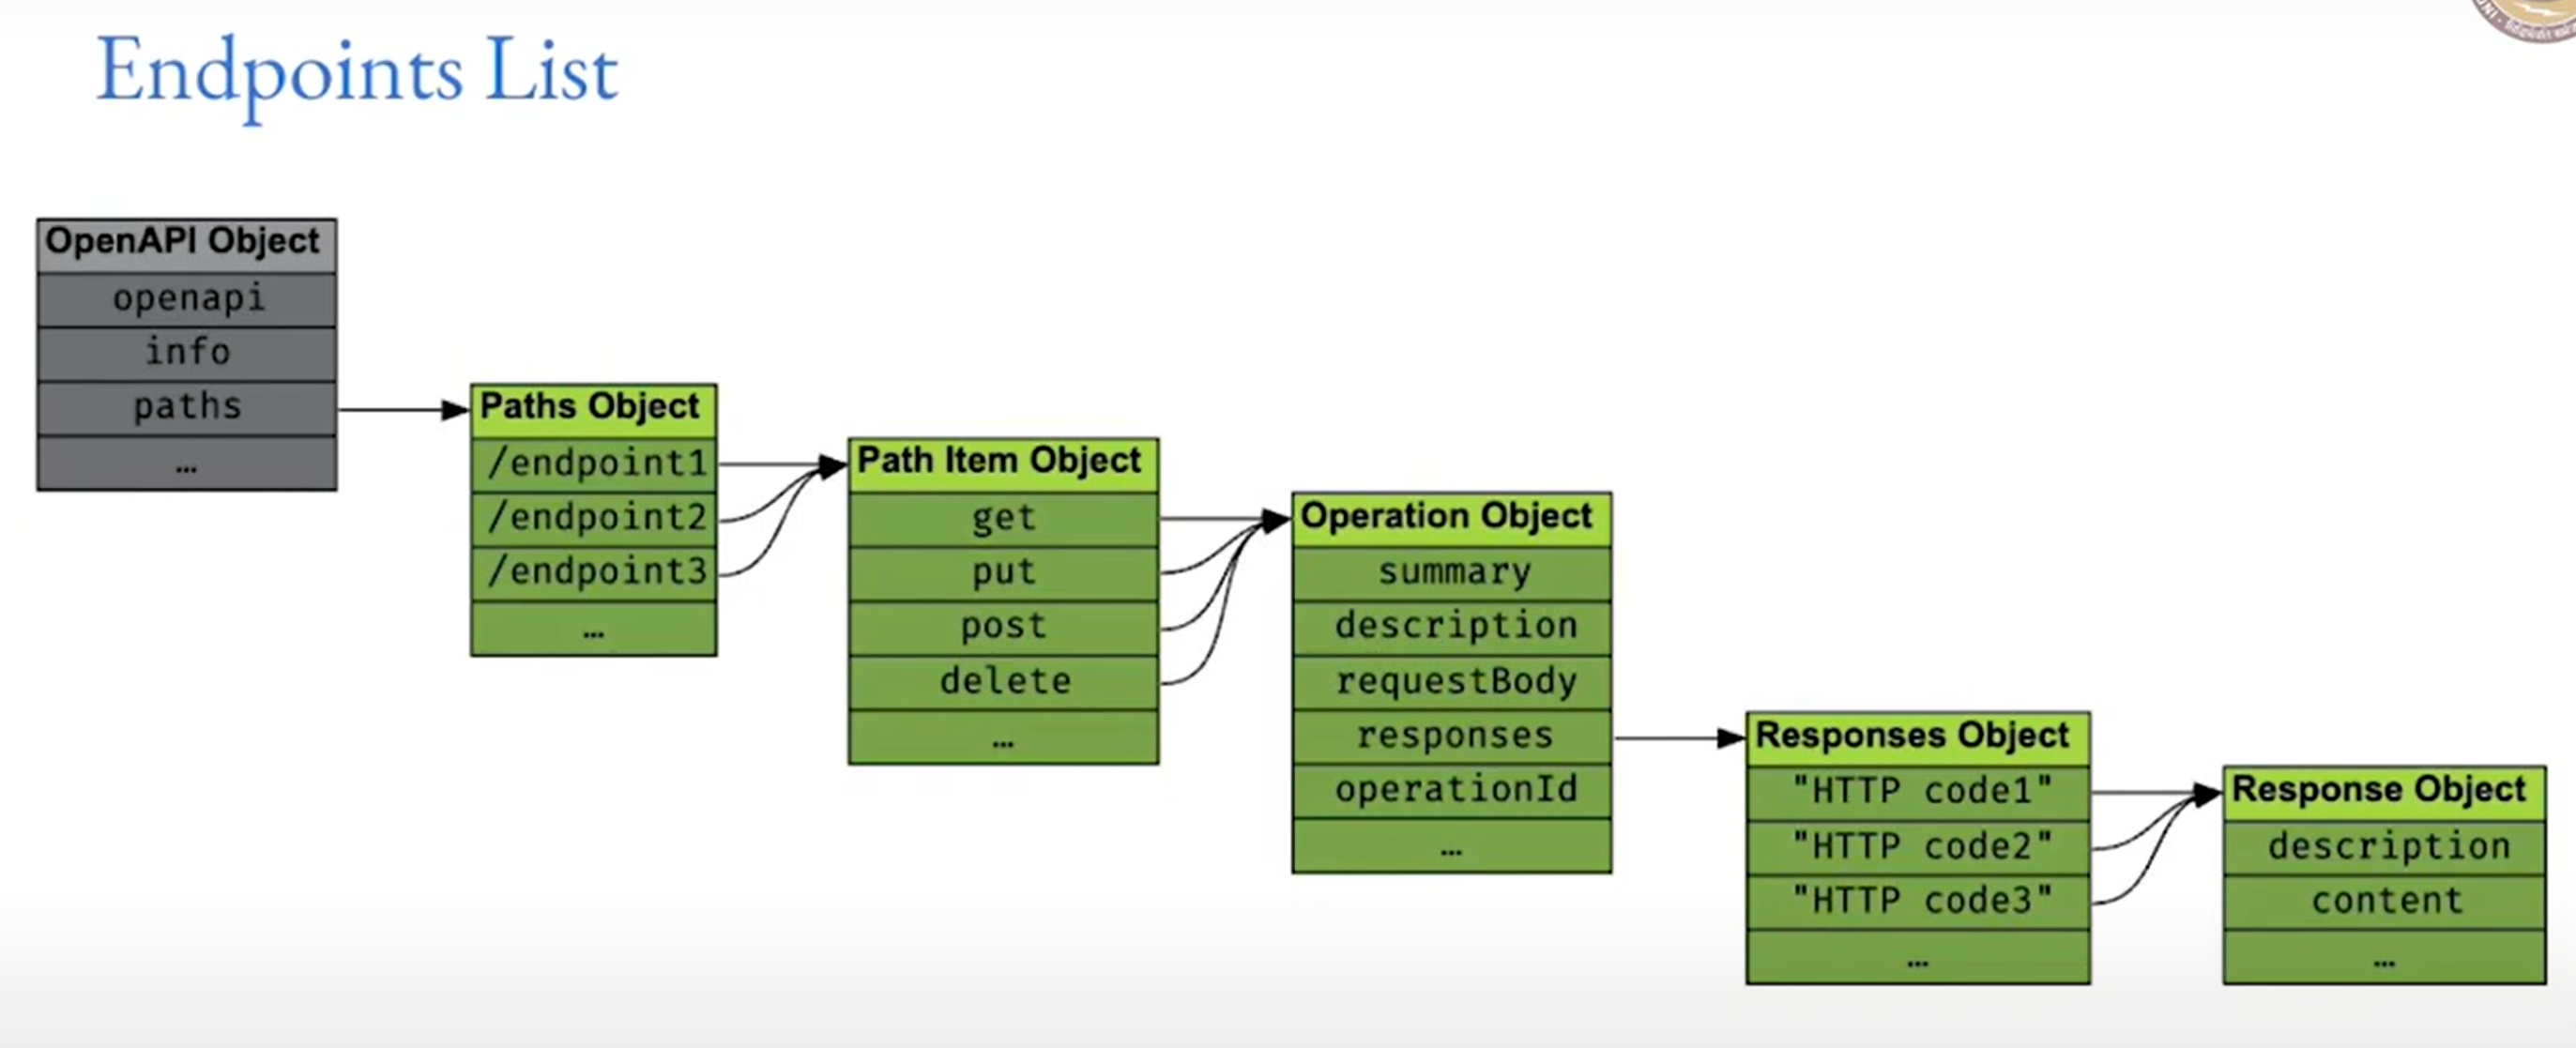 Endpoints List
OpenAPI Object
openapi
info
paths
...
Paths Object
/endpoint1
/endpoint2
/endpoint3
...
Path Item Object
get
put
post
delete
...
Operation Object
summary
description
requestBody
responses
operationId
...
Responses Object
"HTTP code1"
"HTTP code2"
"HTTP code3"
...
Response Object
description
content
...